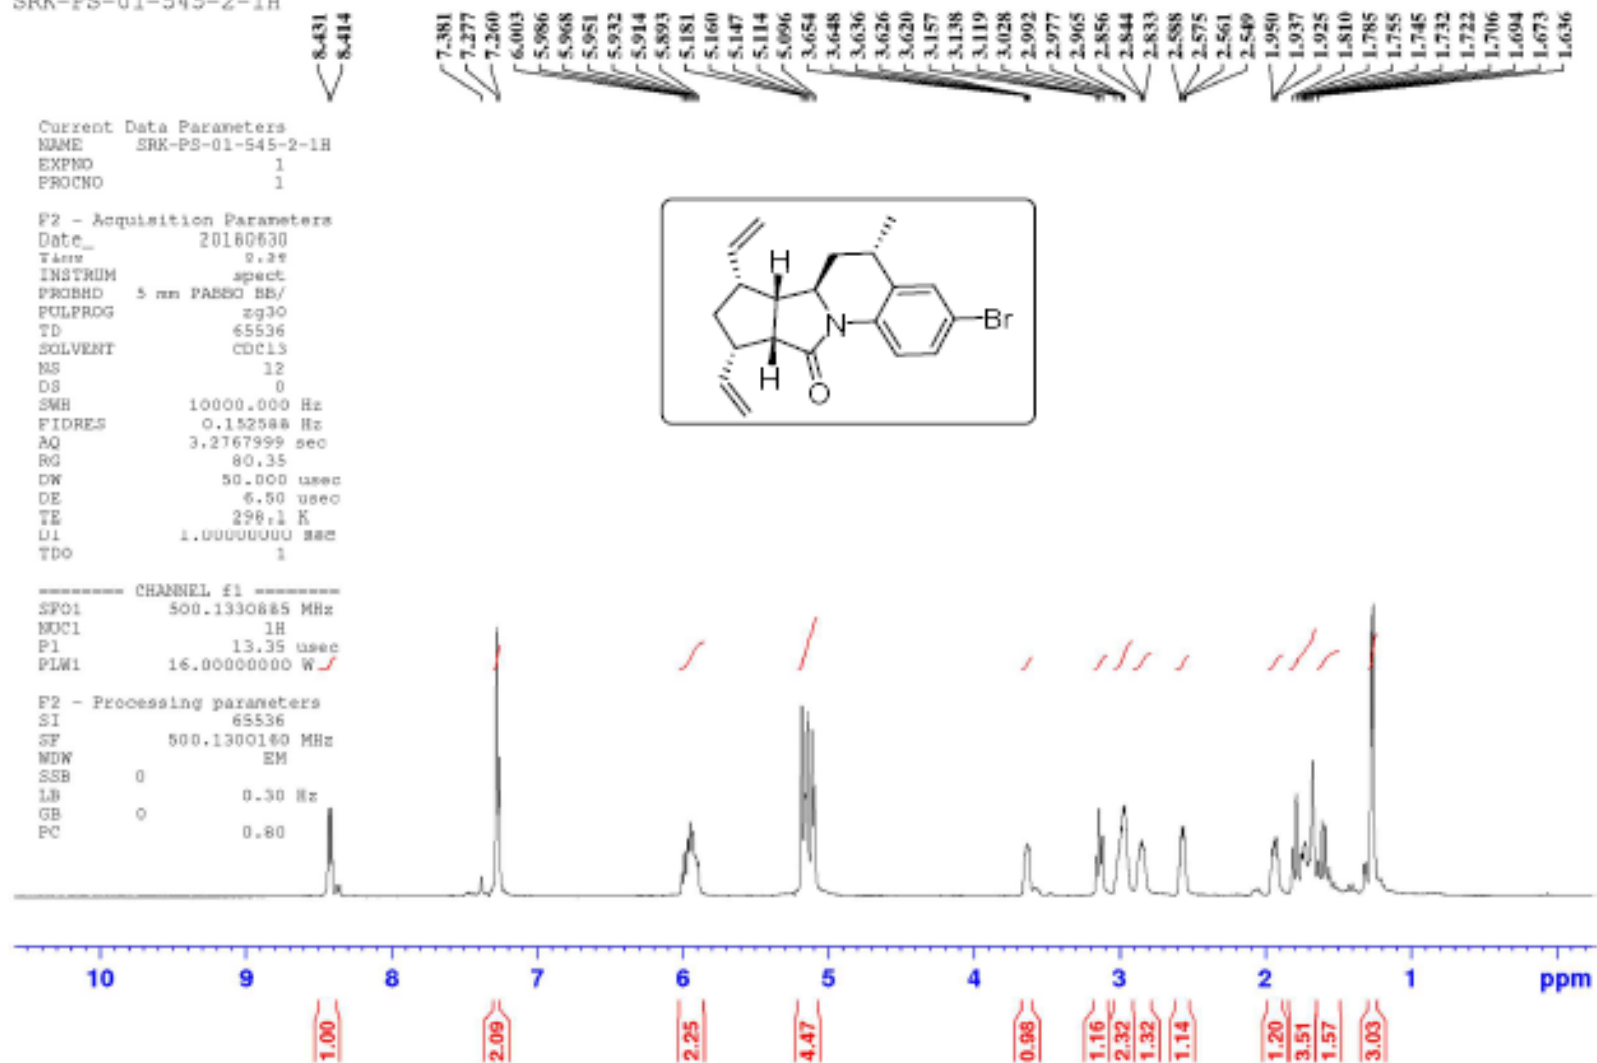 SRK-PS-01-545-2-1H
8.431
8.414
7.381
7.277
7.260
6.003
5.986
5.968
5.951
5.932
5.914
5.893
5.181
5.160
5.147
5.114
5.096
3.654
3.648
3.636
3.626
3.620
3.157
3.138
3.119
3.028
2.992
2.977
2.965
2.856
2.844
2.833
2.588
2.575
2.561
2.549
1.950
1.937
1.925
1.810
1.785
1.755
1.745
1.732
1.722
1.706
1.694
1.673
1.636
Current Data Parameters
NAME SRK-PS-01-545-2-1H
EXPNO 1
PROCNO 1
F2 - Acquisition Parameters
Date_ 20180630
Time
INSTRUM spect
PROBHD 5 mm PABBO BB/
PULPROG zg30
TD 65536
SOLVENT CDCl3
NS 12
DS 0
SWH 10000.000 Hz
FIDRES 0.152588 Hz
AQ 3.2767999 sec
RG 80.35
DW 50.000 usec
DE 6.50 usec
TE 298.1 K
D1 1.00000000 sec
TD0 1
======== CHANNEL f1 ========
SFO1 500.1330885 MHz
NUC1 1H
P1 13.35 usec
PLW1 16.00000000 W
F2 - Processing parameters
SI 65536
SF 500.1300160 MHz
WDW EM
SSB 0
LB 0.30 Hz
GB 0
PC 0.80
H
N
Br
H
O
10 9 8 7 6 5 4 3 2 1 ppm
1.00
2.09
2.25
4.47
0.98
1.16
2.32
1.32
1.14
1.20
3.51
1.57
3.03